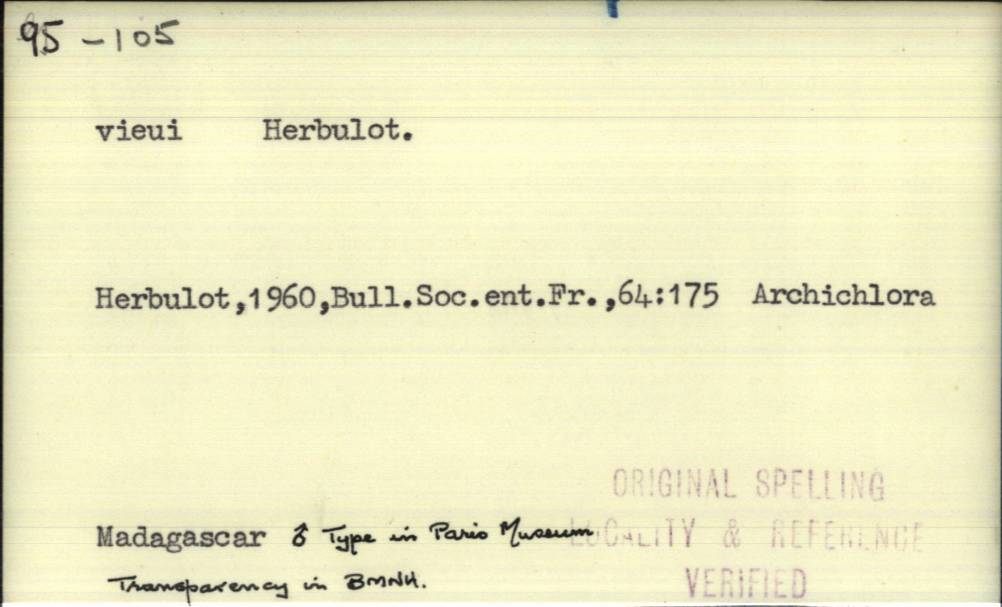 95 - 105
vieui Herbulot.
Herbulot,1960,Bull.Soc.ent.Fr.,64:175 Archichlora
ORIGINAL SPELLING
LOCALITY & REFERENCE
VERIFIED
Madagascar ♂ Type in Paris Museum
Transparency in BMNH.